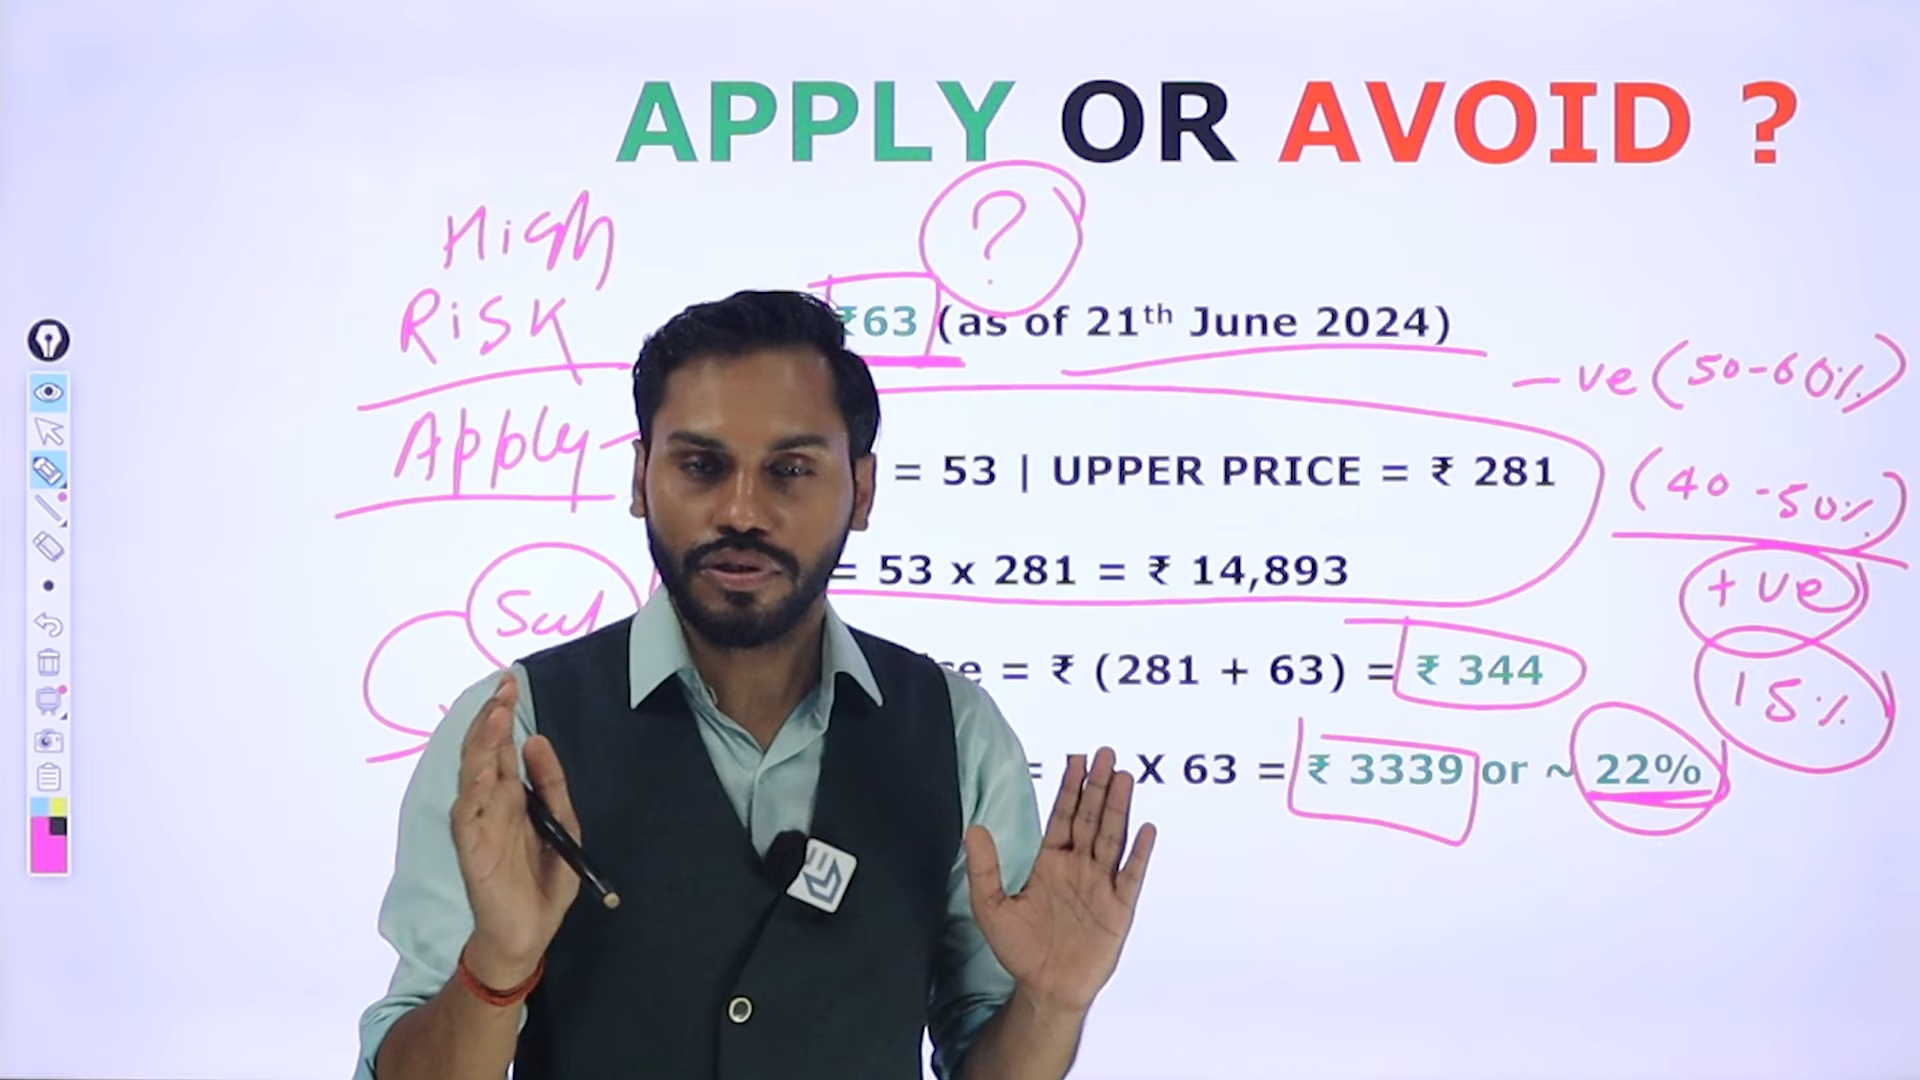 APPLY OR AVOID ?
?
High
RISK
₹63 (as of 21th June 2024)
-ve (50-60%)
Apply
= 53 | UPPER PRICE = ₹ 281
(40 - 50%)
= 53 x 281 = ₹ 14,893
+ve
= ₹ (281 + 63) = ₹ 344
15%
X 63 = ₹ 3339 or ~ 22%